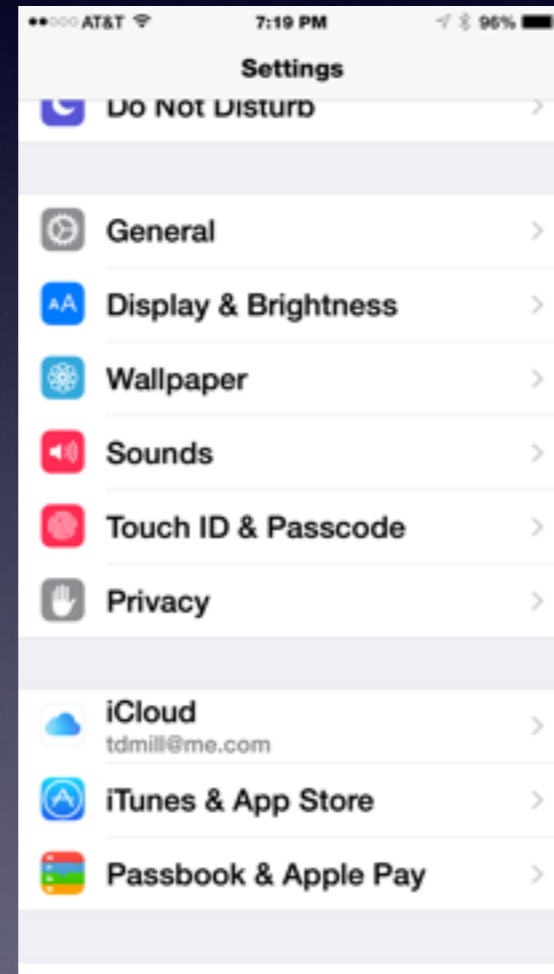 AT&T 7:19 PM 96%
Settings
Do Not Disturb
General
AA Display & Brightness
Wallpaper
Sounds
Touch ID & Passcode
Privacy
iCloud
tdmill@me.com
iTunes & App Store
Passbook & Apple Pay